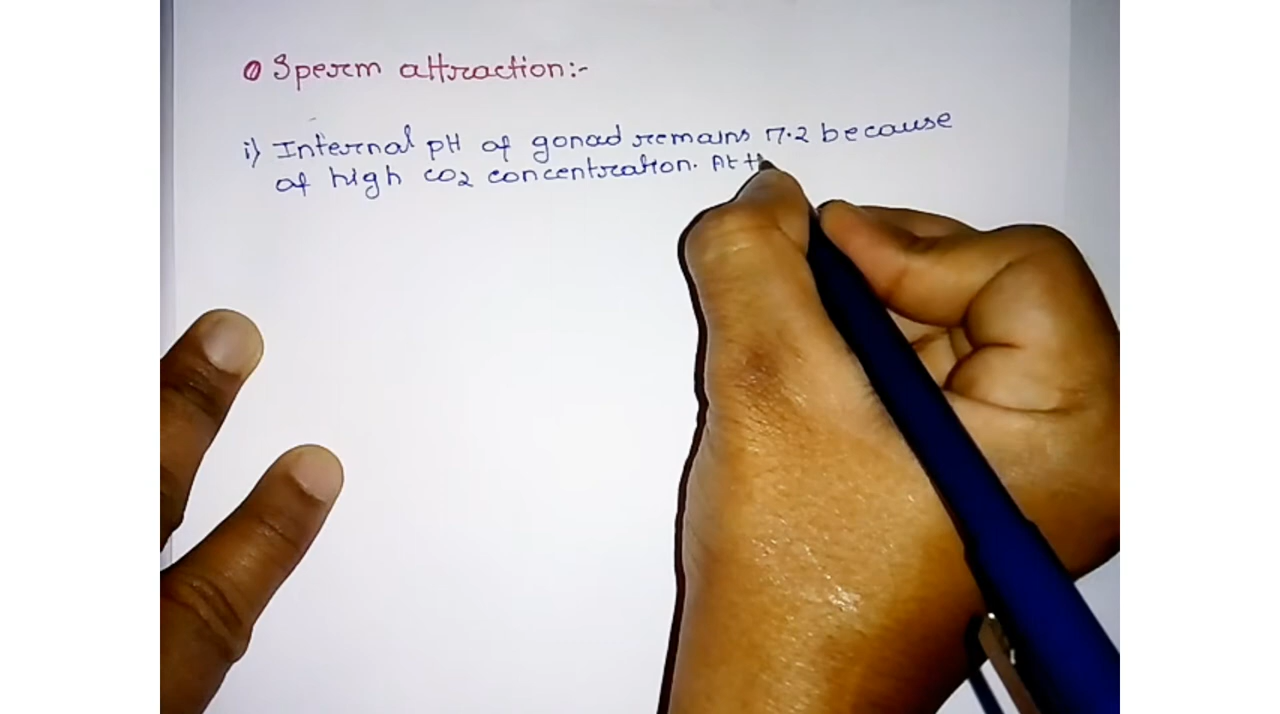 Sperm attraction:-
i) Internal pH of gonad remains 7.2 because
of high CO2 concentration. At